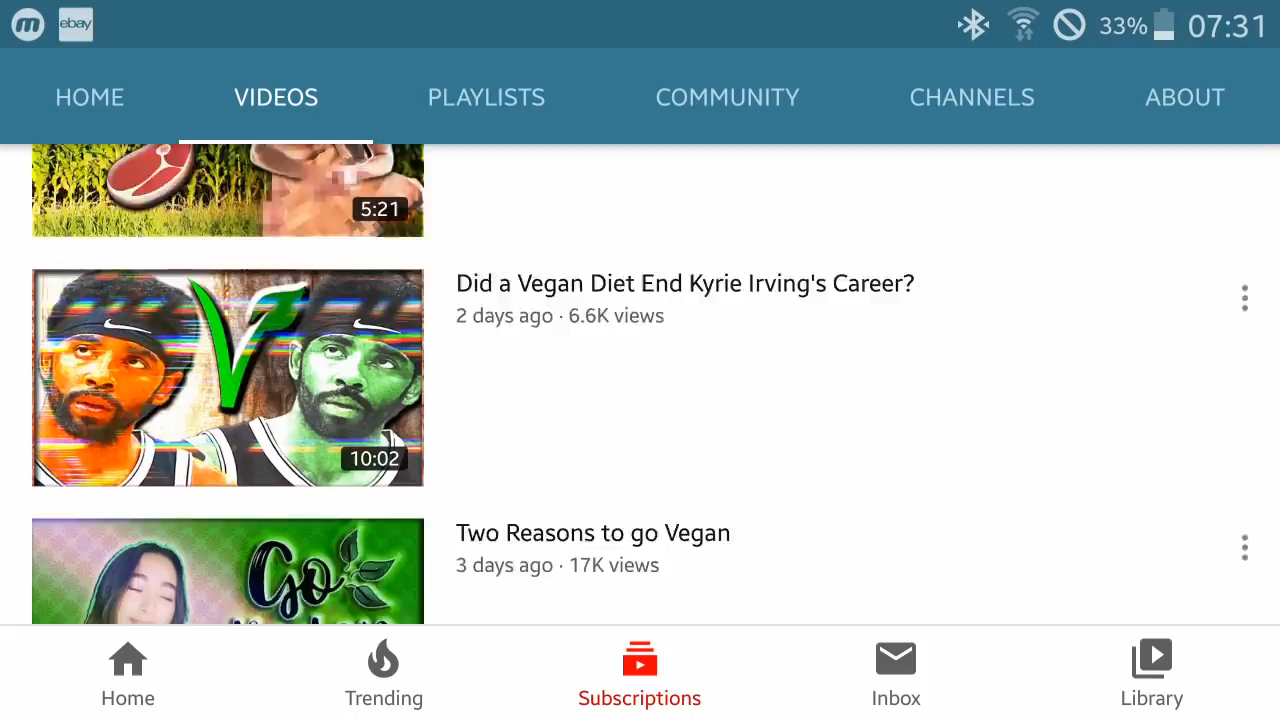 m ebay 33% 07:31
HOME VIDEOS PLAYLISTS COMMUNITY CHANNELS ABOUT
5:21
Did a Vegan Diet End Kyrie Irving's Career?
2 days ago · 6.6K views
10:02
Two Reasons to go Vegan
3 days ago · 17K views
Go
Home Trending Subscriptions Inbox Library